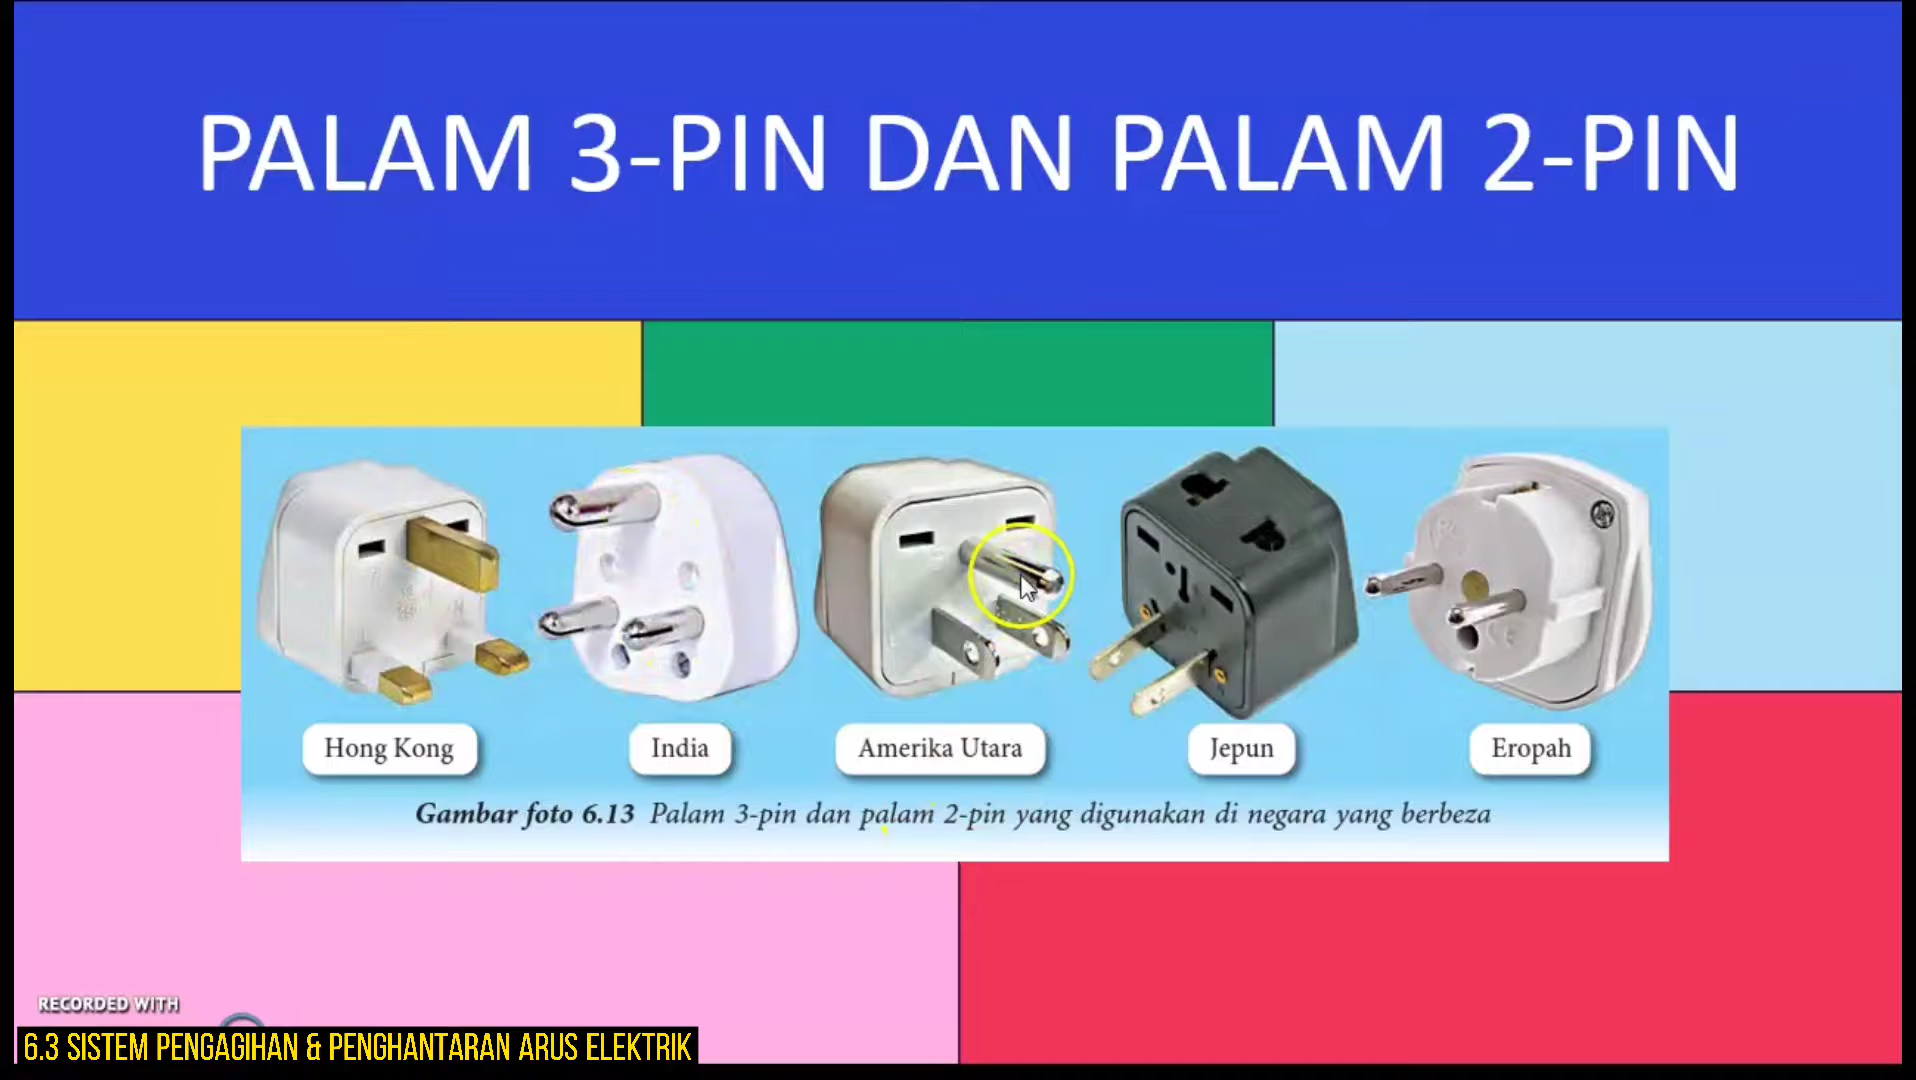 PALAM 3-PIN DAN PALAM 2-PIN
Hong Kong
India
Amerika Utara
Jepun
Eropah
Gambar foto 6.13 Palam 3-pin dan palam 2-pin yang digunakan di negara yang berbeza
RECORDED WITH
6.3 SISTEM PENGAGIHAN & PENGHANTARAN ARUS ELEKTRIK